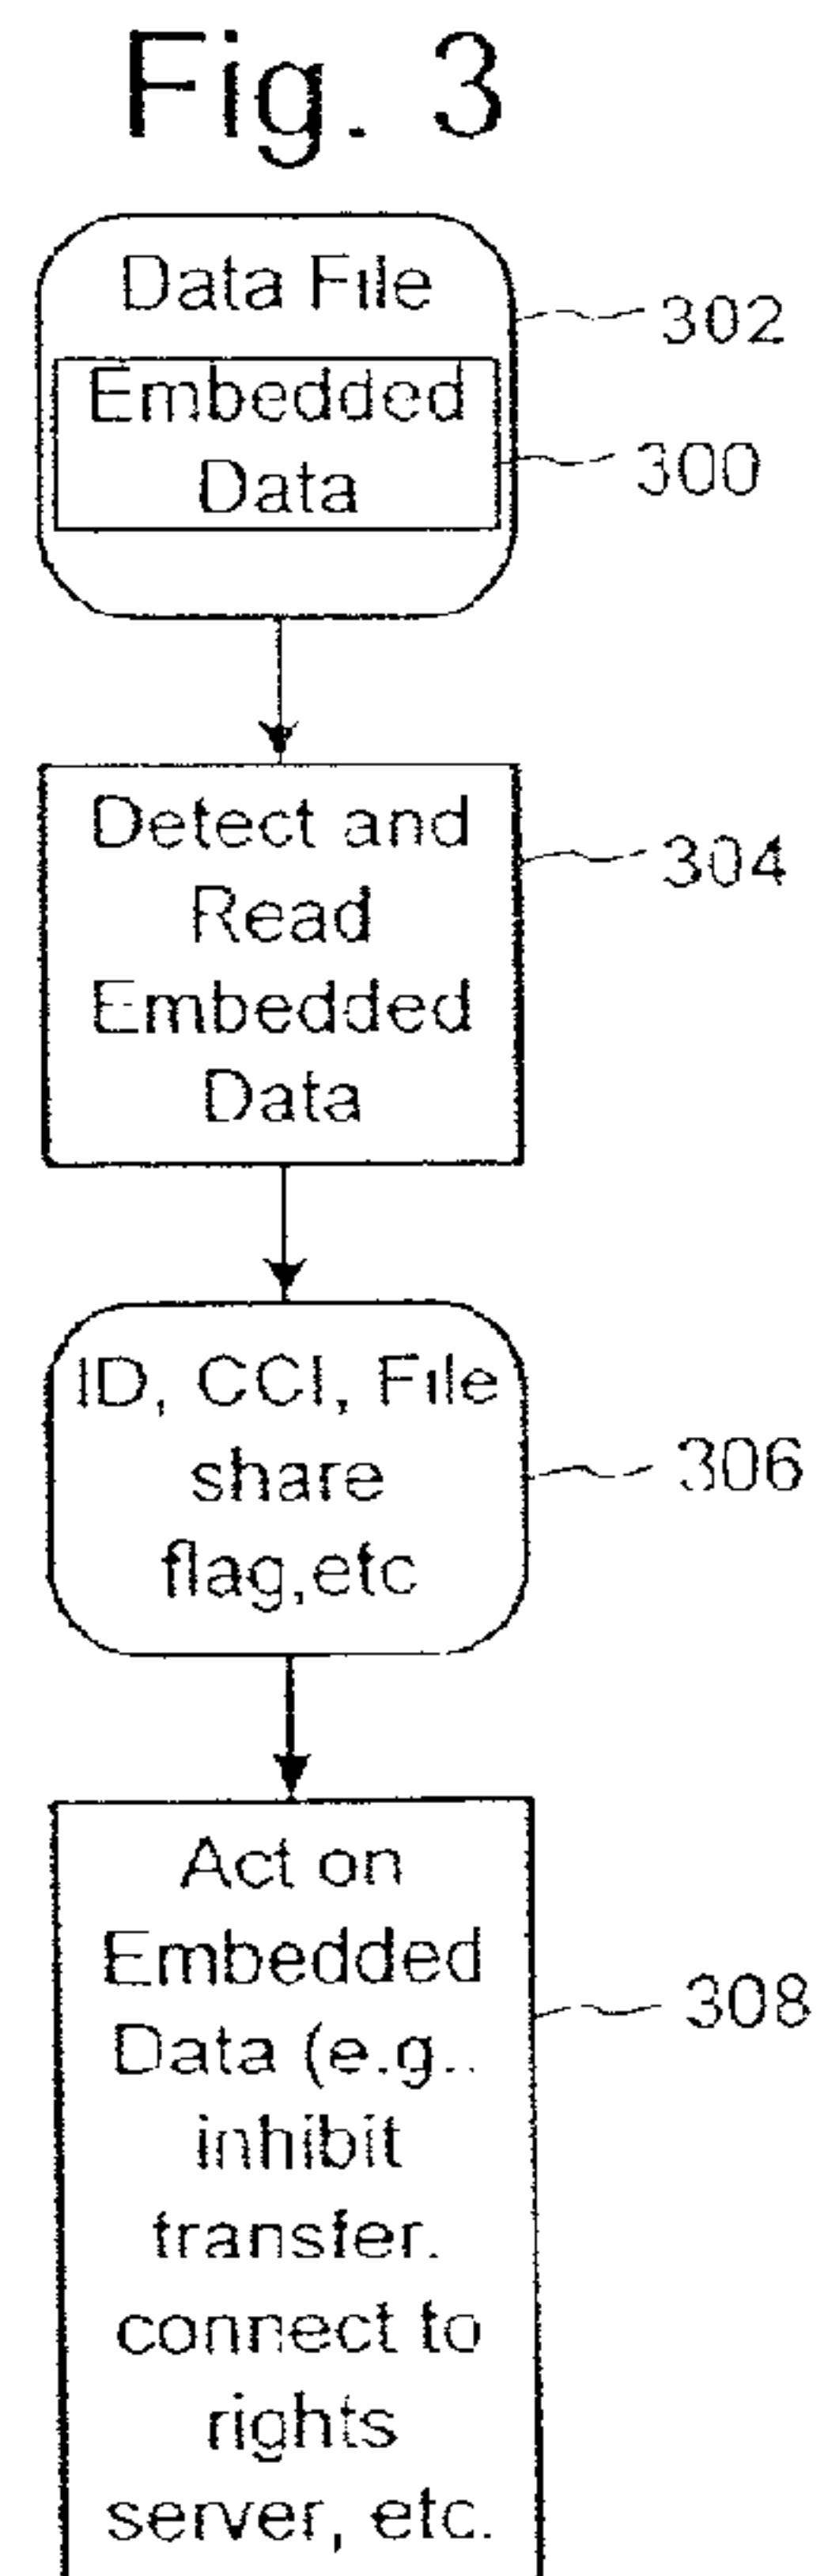 Fig. 3
Data File
302
Embedded
300
Data
Detect and
304
Read
Embedded
Data
ID, CCI, File
share
306
flag,etc
Act on
Embedded
308
Data (e.g..
inhibit
transfer.
connect to
rights
server, etc.